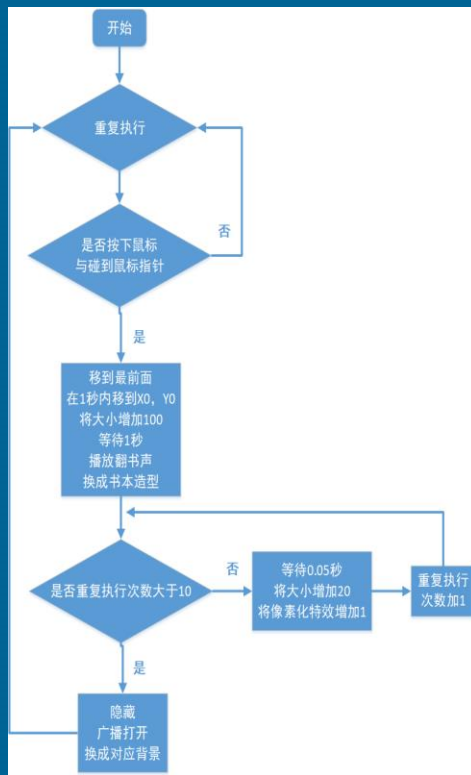 开始
重复执行
否
是否按下鼠标
与碰到鼠标指针
是
移到最前面
在1秒内移到X0，Y0
将大小增加100
等待1秒
播放翻书声
换成书本造型
是否重复执行次数大于10
否
等待0.05秒
将大小增加20
将像素化特效增加1
重复执行
次数加1
是
隐藏
广播打开
换成对应背景